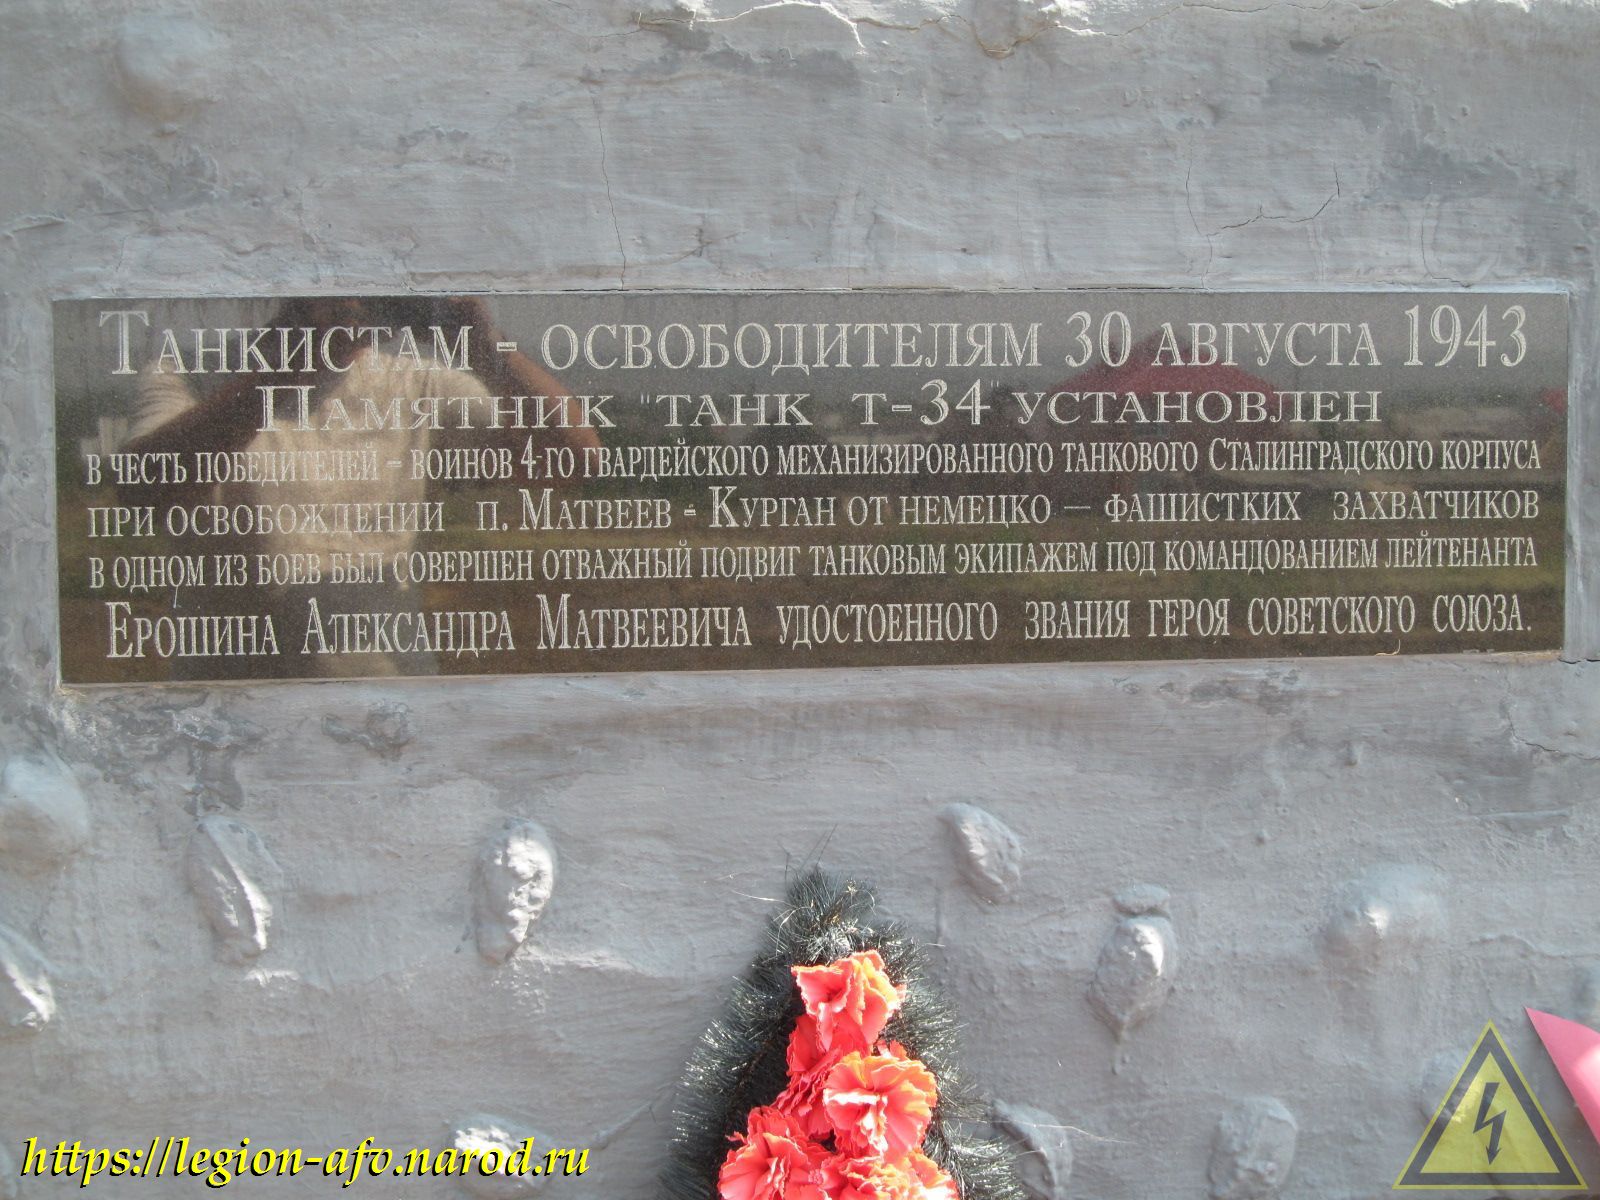 Танкистам - освободителям 30 августа 1943
Памятник "танк Т-34" установлен
в честь победителей - воинов 4-го гвардейского механизированного танкового Сталинградского корпуса
при освобождении п. Матвеев - Курган от немецко – фашистких захватчиков
в одном из боев был совершен отважный подвиг танковым экипажем под командованием лейтенанта
Ерошина Александра Матвеевича удостоенного звания героя советского союза.
https://legion-afv.narod.ru